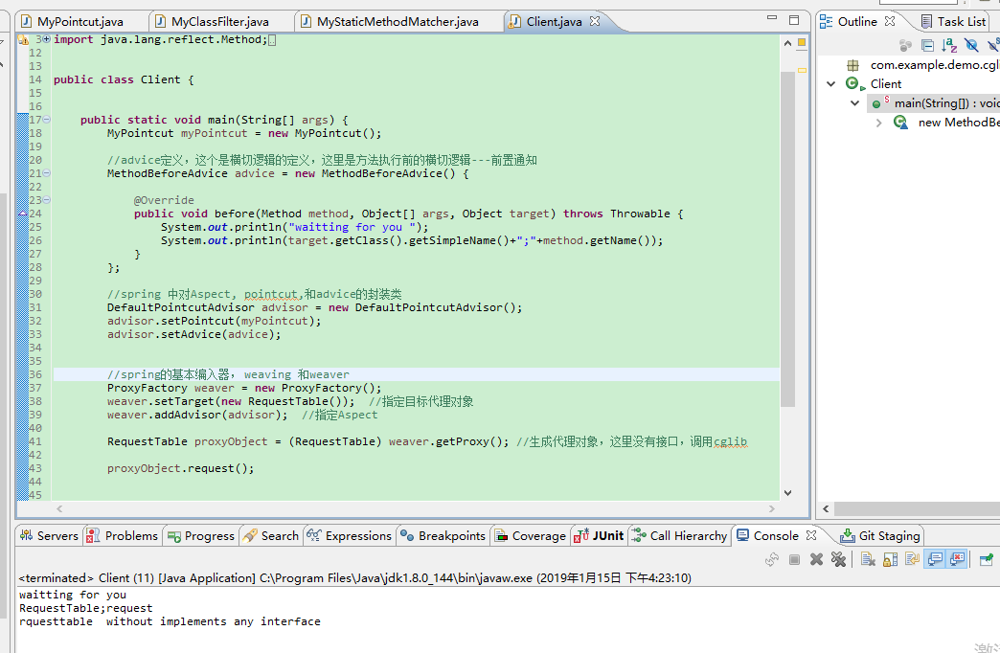 MyPointcut.java MyClassFilter.java MyStaticMethodMatcher.java Client.java
3 import java.lang.reflect.Method;
12
13
14 public class Client {
15
16
17 public static void main(String[] args) {
18 MyPointcut myPointcut = new MyPointcut();
19
20 //advice定义，这个是横切逻辑的定义，这里是方法执行前的横切逻辑---前置通知
21 MethodBeforeAdvice advice = new MethodBeforeAdvice() {
22
23 @Override
24 public void before(Method method, Object[] args, Object target) throws Throwable {
25 System.out.println("waitting for you ");
26 System.out.println(target.getClass().getSimpleName()+";"+method.getName());
27 }
28 };
29
30 //spring 中对Aspect, pointcut,和advice的封装类
31 DefaultPointcutAdvisor advisor = new DefaultPointcutAdvisor();
32 advisor.setPointcut(myPointcut);
33 advisor.setAdvice(advice);
34
35
36 //spring的基本编入器，weaving 和weaver
37 ProxyFactory weaver = new ProxyFactory();
38 weaver.setTarget(new RequestTable()); //指定目标代理对象
39 weaver.addAdvisor(advisor); //指定Aspect
40
41 RequestTable proxyObject = (RequestTable) weaver.getProxy(); //生成代理对象，这里没有接口，调用cglib
42
43 proxyObject.request();
44
45
Outline Task List
com.example.demo.cgli
Client
main(String[]) : void
new MethodBe
Servers Problems Progress Search Expressions Breakpoints Coverage JUnit Call Hierarchy Console Git Staging
<terminated> Client (11) [Java Application] C:\Program Files\Java\jdk1.8.0_144\bin\javaw.exe (2019年1月15日 下午4:23:10)
waitting for you
RequestTable;request
rquesttable without implements any interface